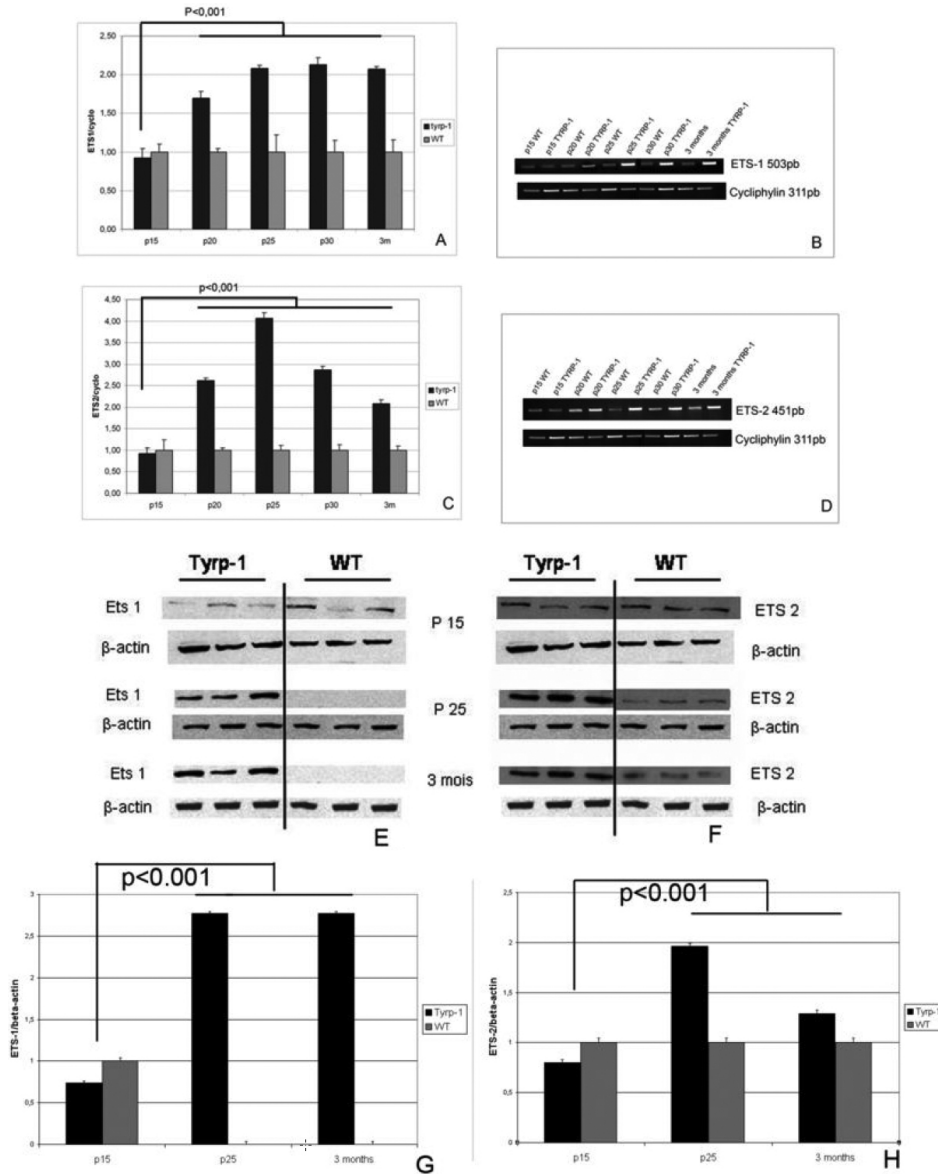 P<0,001
2,50
2,00
1,50
1,00
0,50
0,00
ETS1/cyclo
tyrp-1
WT
p15 p20 p25 p30 3m
A
p15 WT
p15 TYRP-1
p20 WT
p20 TYRP-1
p25 WT
p25 TYRP-1
p30 WT
p30 TYRP-1
3 months
3 months TYRP-1
ETS-1 503pb
Cycliphylin 311pb
B
p<0,001
4,50
4,00
3,50
3,00
2,50
2,00
1,50
1,00
0,50
0,00
ETS2/cyclo
tyrp-1
WT
p15 p20 p25 p30 3m
C
p15 WT
p15 TYRP-1
p20 WT
p20 TYRP-1
p25 WT
p25 TYRP-1
p30 WT
p30 TYRP-1
3 months
3 months TYRP-1
ETS-2 451pb
Cycliphylin 311pb
D
Tyrp-1 WT
Ets 1
β-actin
Ets 1
β-actin
Ets 1
β-actin
E
P 15
P 25
3 mois
Tyrp-1 WT
ETS 2
β-actin
ETS 2
β-actin
ETS 2
β-actin
F
p<0.001
3
2,5
2
1,5
1
0,5
0
ETS-1/beta-actin
Tyrp-1
WT
p15 p25 3 months
G
p<0.001
2,5
2
1,5
1
0,5
0
ETS-2/beta-actin
Tyrp-1
WT
p15 p25 3 months
H